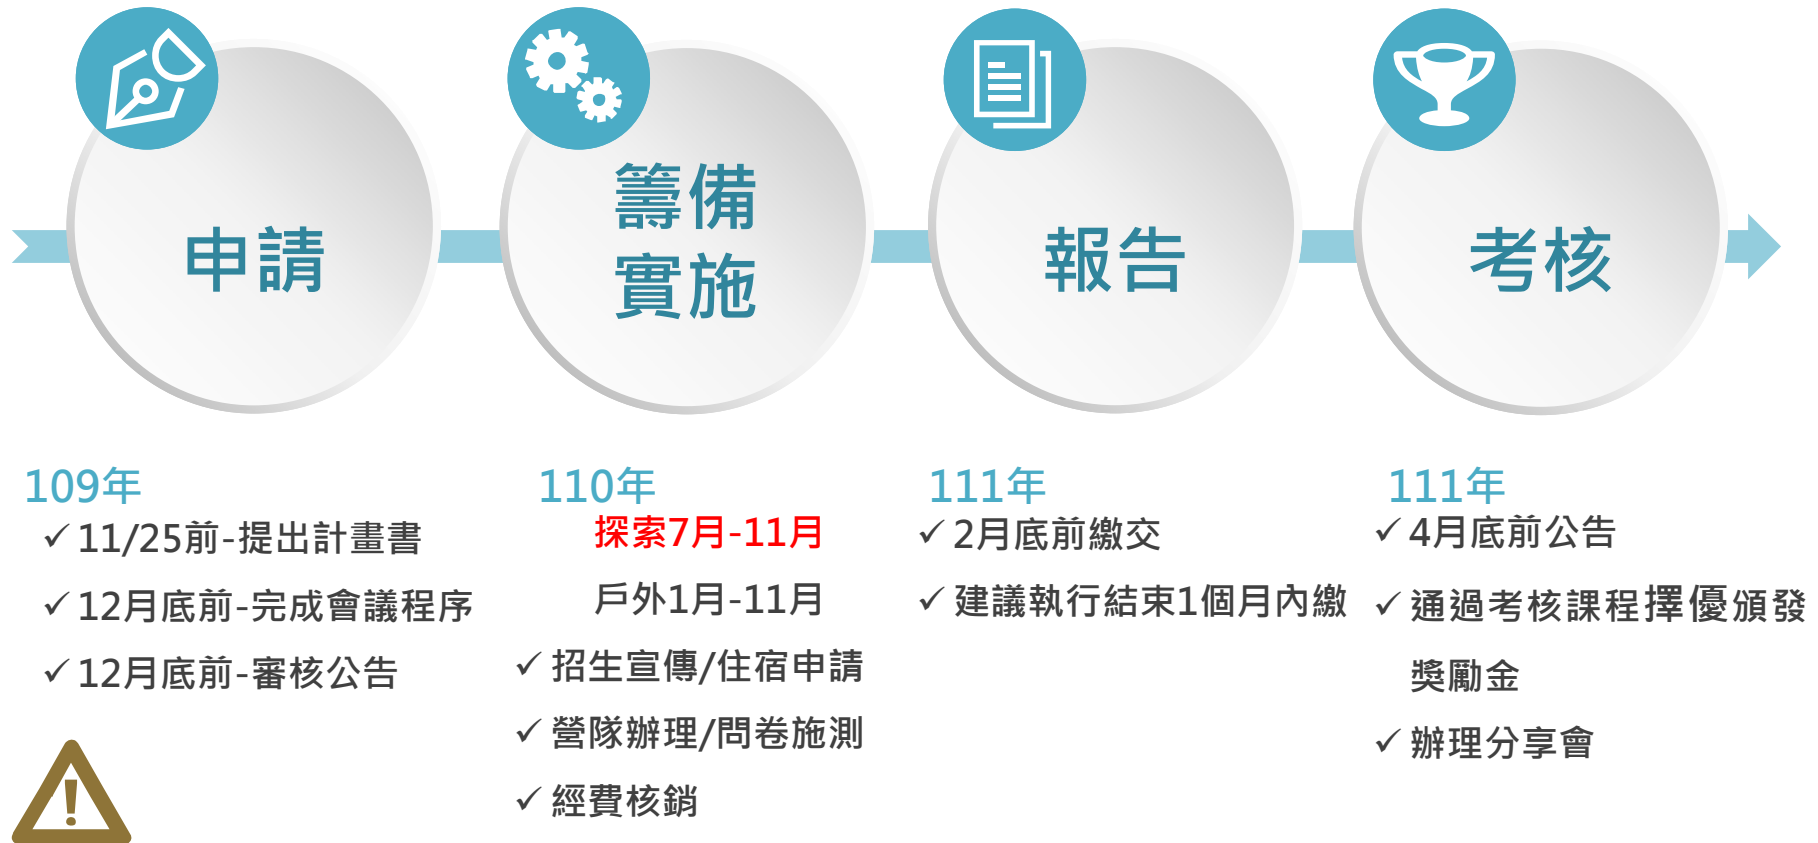 申請
籌備
實施
報告
考核
109年
✓11/25前-提出計畫書
✓12月底前-完成會議程序
✓12月底前-審核公告
110年
探索7月-11月
戶外1月-11月
✓招生宣傳/住宿申請
✓營隊辦理/問卷施測
✓經費核銷
111年
✓2月底前繳交
✓建議執行結束1個月內繳
111年
✓4月底前公告
✓通過考核課程擇優頒發
獎勵金
✓辦理分享會